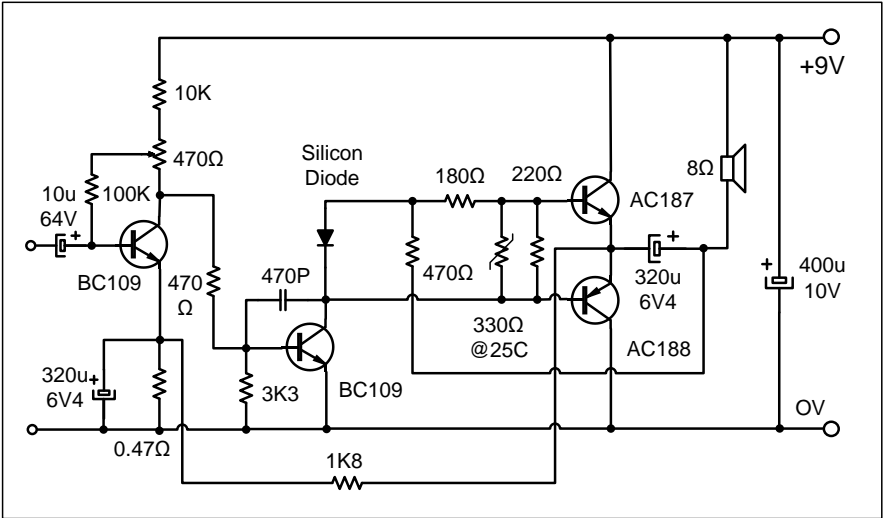 +9V
10K
470Ω
Silicon
Diode
180Ω
220Ω
8Ω
10u
64V
+
100K
AC187
BC109
470
Ω
470P
470Ω
+
320u
6V4
+
400u
10V
330Ω
@25C
AC188
320u
6V4
+
3K3
BC109
OV
0.47Ω
1K8